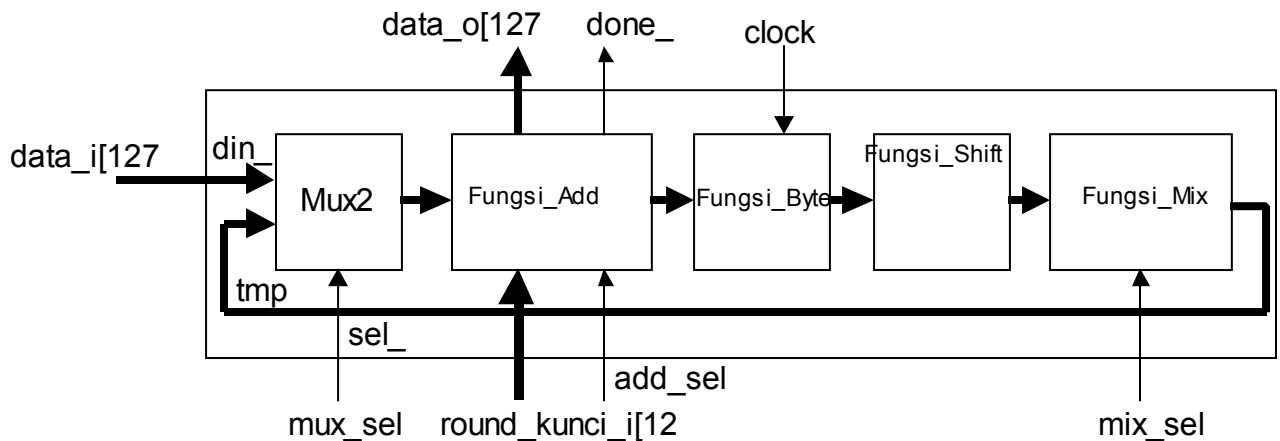 data_o[127
done_
clock
data_i[127
din_
Mux2
Fungsi_Add
Fungsi_Byte
Fungsi_Shift
Fungsi_Mix
tmp
sel_
add_sel
mux_sel
round_kunci_i[12
mix_sel